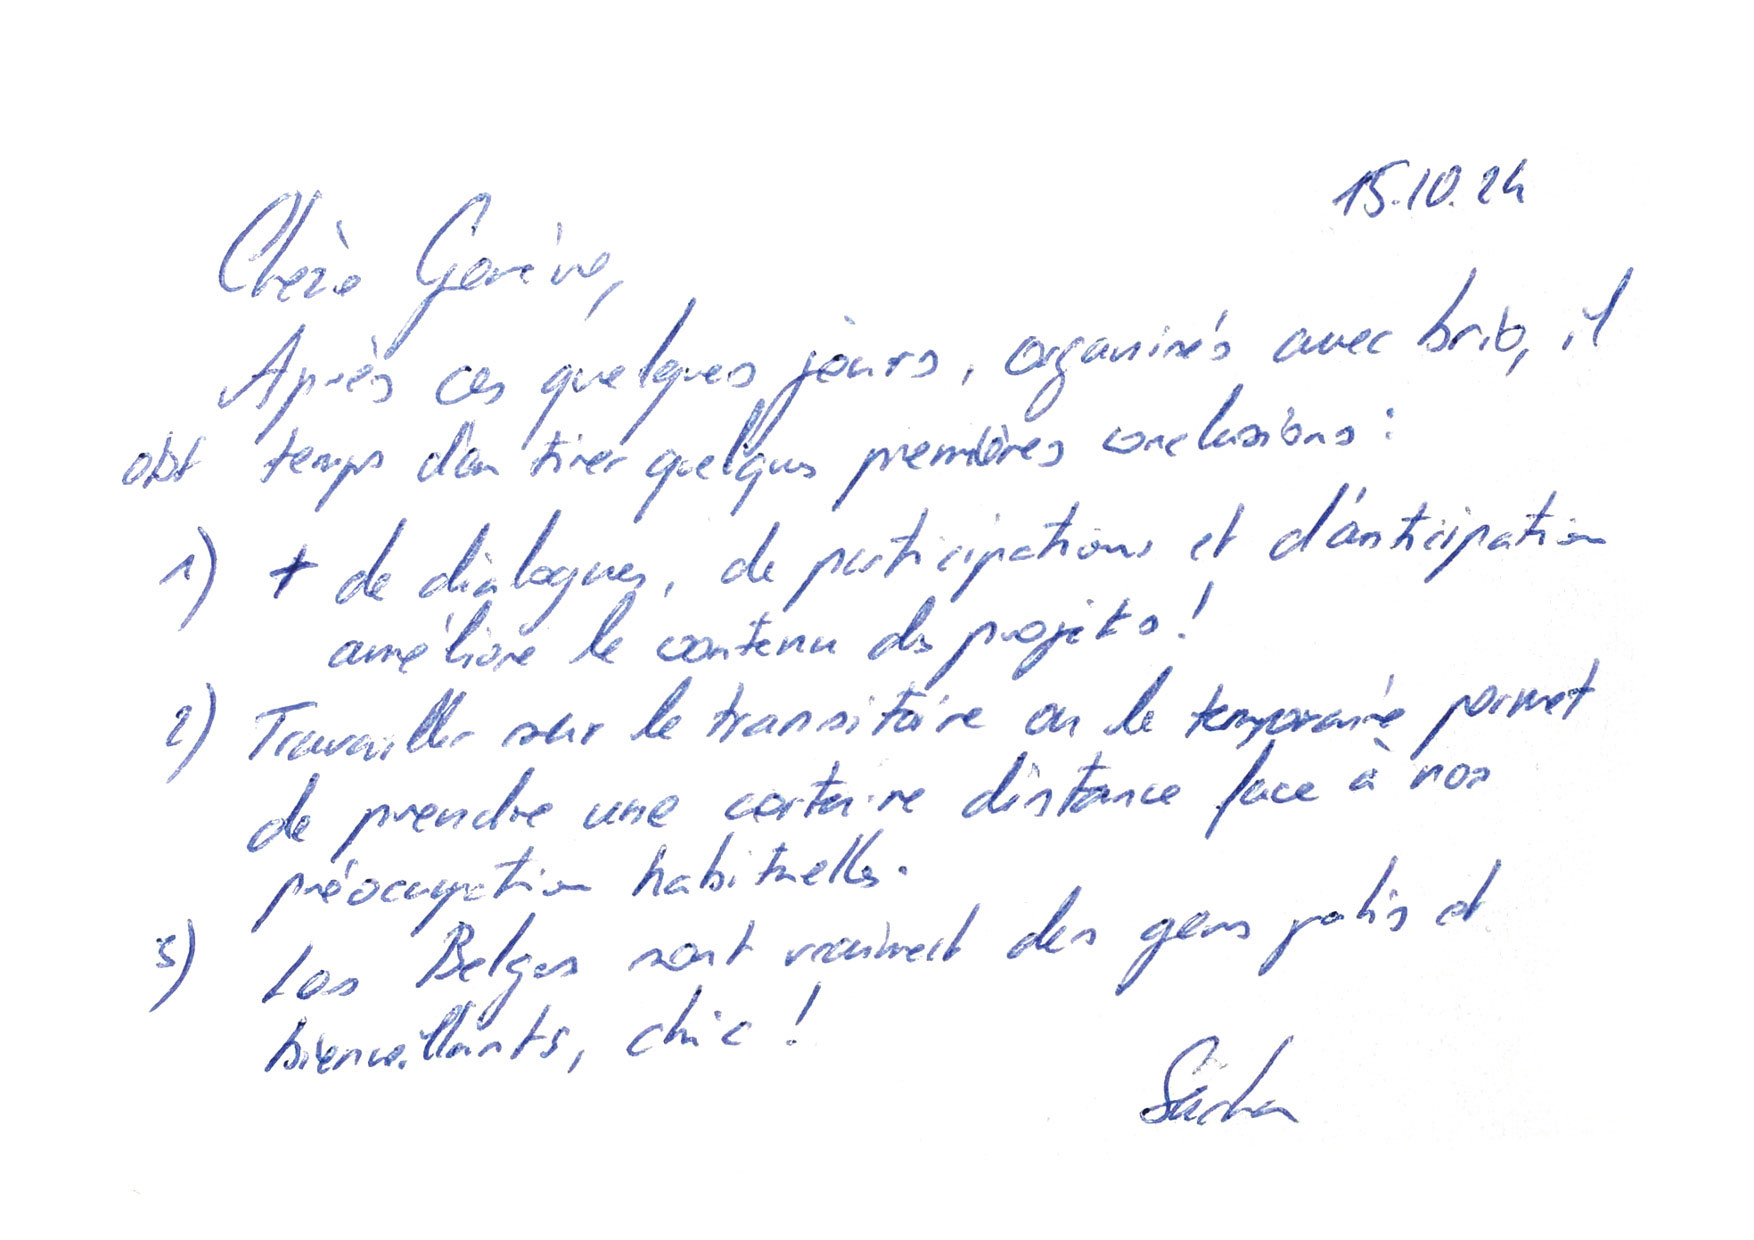 15.10.24
Chère Genève,
Après ces quelques jours, organisés avec brio, il
est temps d'en tirer quelques premières conclusions :
1) + de dialogues, de participations et d'anticipation
améliore le contenu des projets !
2) Travailler sur le transitoire ou le temporaire permet
de prendre une certaine distance face à nos
préoccupation habituelles.
3) Les Belges sont vraiment des gens polis et
bienveillants, chic !
Sacha